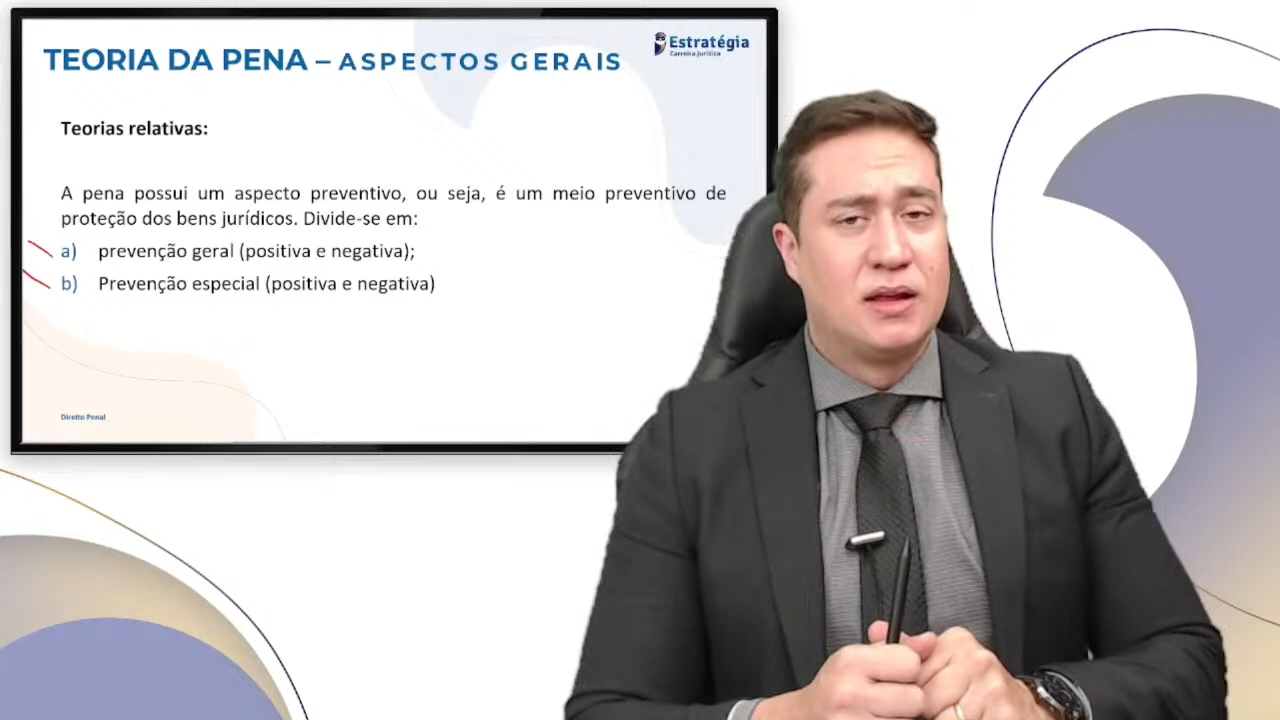 TEORIA DA PENA – ASPECTOS GERAIS
Estratégia
Carreira Jurídica
Teorias relativas:
A pena possui um aspecto preventivo, ou seja, é um meio preventivo de
proteção dos bens jurídicos. Divide-se em:
a) prevenção geral (positiva e negativa);
b) Prevenção especial (positiva e negativa)
Direito Penal